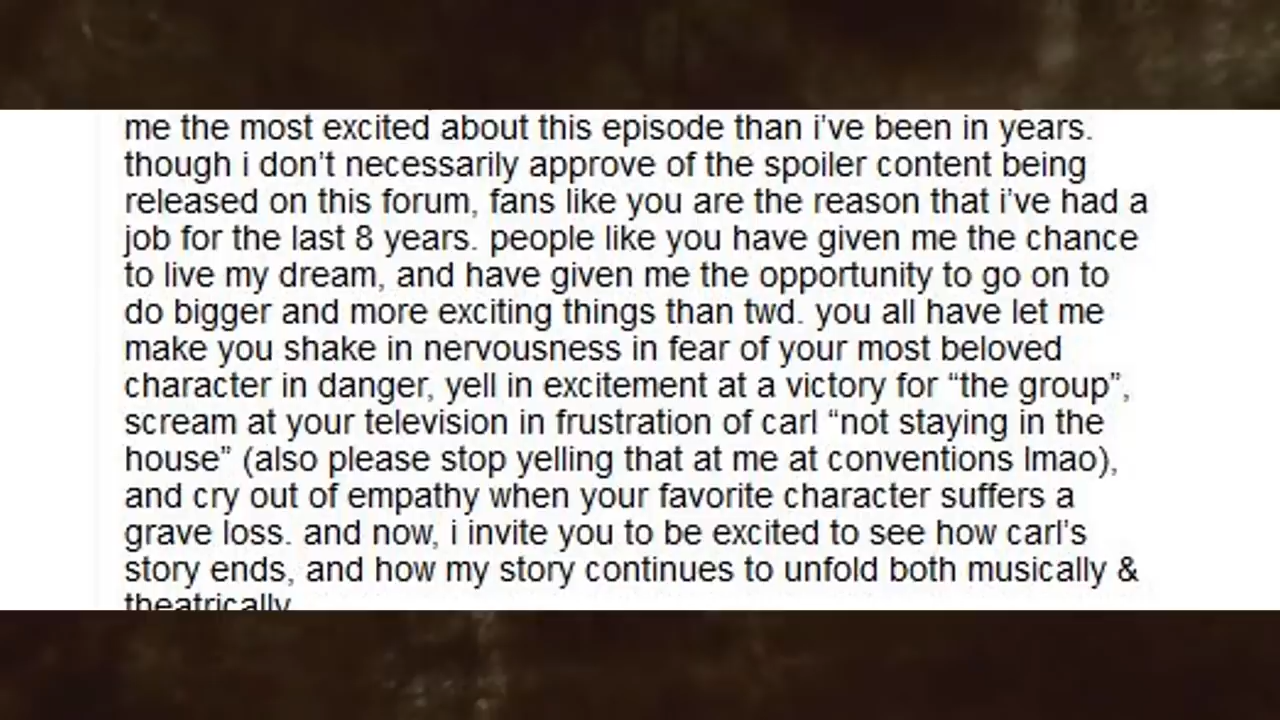 me the most excited about this episode than i've been in years.
though i don't necessarily approve of the spoiler content being
released on this forum, fans like you are the reason that i've had a
job for the last 8 years. people like you have given me the chance
to live my dream, and have given me the opportunity to go on to
do bigger and more exciting things than twd. you all have let me
make you shake in nervousness in fear of your most beloved
character in danger, yell in excitement at a victory for “the group”,
scream at your television in frustration of carl “not staying in the
house” (also please stop yelling that at me at conventions lmao),
and cry out of empathy when your favorite character suffers a
grave loss. and now, i invite you to be excited to see how carl's
story ends, and how my story continues to unfold both musically &
theatrically